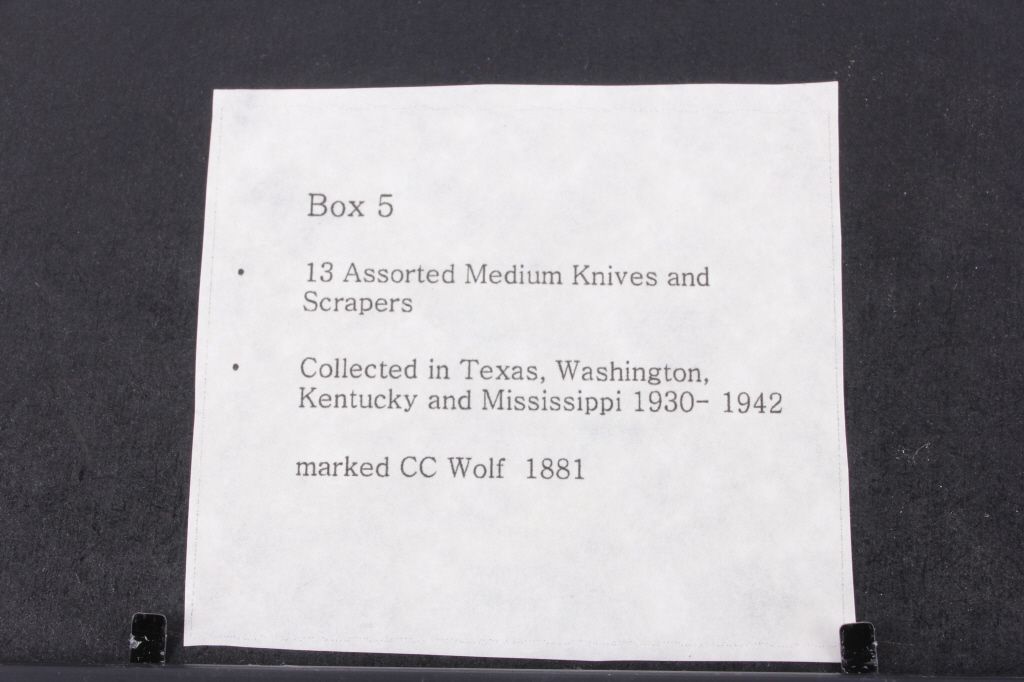 Box 5
• 13 Assorted Medium Knives and
Scrapers
• Collected in Texas, Washington,
Kentucky and Mississippi 1930- 1942
marked CC Wolf 1881